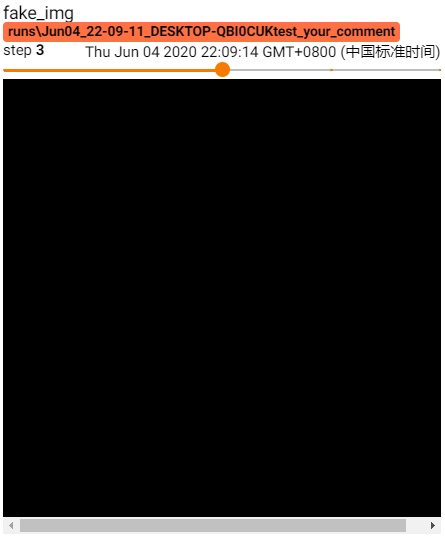 fake_img
runs\Jun04_22-09-11_DESKTOP-QBI0CUKtest_your_comment
step 3 Thu Jun 04 2020 22:09:14 GMT+0800 (中国标准时间)